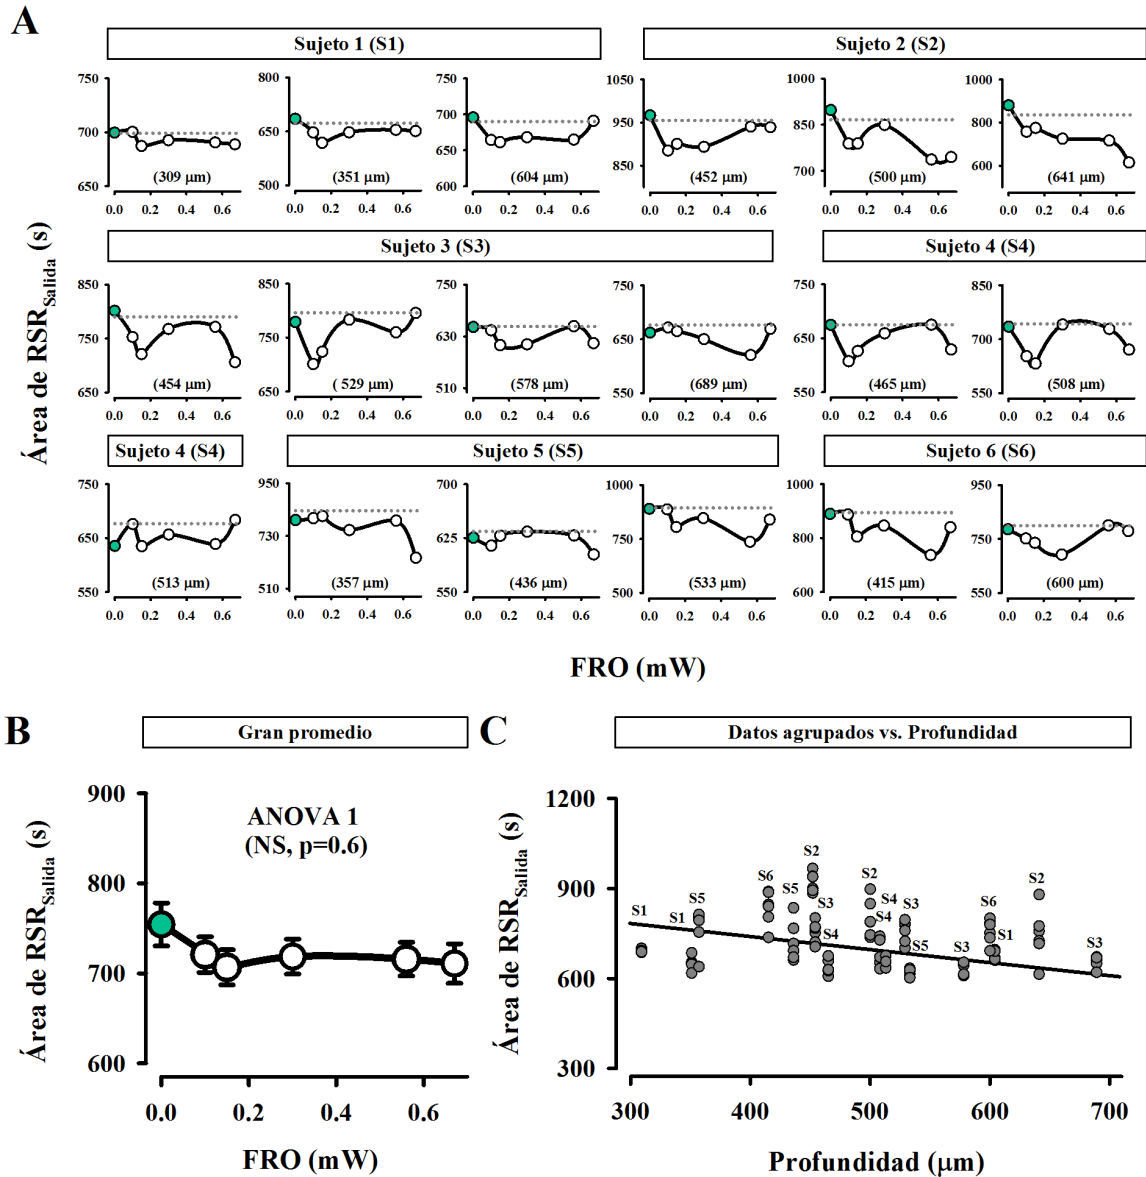 A
Sujeto 1 (S1)
Sujeto 2 (S2)
750
700
650
(309 µm)
0.0 0.2 0.4 0.6
800
650
500
(351 µm)
0.0 0.2 0.4 0.6
750
700
650
600
(604 µm)
0.0 0.2 0.4 0.6
1050
950
850
(452 µm)
0.0 0.2 0.4 0.6
1000
850
700
(500 µm)
0.0 0.2 0.4 0.6
1000
800
600
(641 µm)
0.0 0.2 0.4 0.6
Área de RSRSalida (s)
Sujeto 3 (S3)
Sujeto 4 (S4)
850
750
650
(454 µm)
0.0 0.2 0.4 0.6
850
750
650
(529 µm)
0.0 0.2 0.4 0.6
750
630
510
(578 µm)
0.0 0.2 0.4 0.6
750
650
550
(689 µm)
0.0 0.2 0.4 0.6
750
650
550
(465 µm)
0.0 0.2 0.4 0.6
850
700
550
(508 µm)
0.0 0.2 0.4 0.6
Sujeto 4 (S4)
Sujeto 5 (S5)
Sujeto 6 (S6)
750
650
550
(513 µm)
0.0 0.2 0.4 0.6
950
730
510
(357 µm)
0.0 0.2 0.4 0.6
700
625
550
(436 µm)
0.0 0.2 0.4 0.6
1000
750
500
(533 µm)
0.0 0.2 0.4 0.6
1000
800
600
(415 µm)
0.0 0.2 0.4 0.6
950
750
550
(600 µm)
0.0 0.2 0.4 0.6
FRO (mW)
B
Gran promedio
900
800
700
600
Área de RSRSalida (s)
ANOVA 1
(NS, p=0.6)
0.0 0.2 0.4 0.6
FRO (mW)
C
Datos agrupados vs. Profundidad
1200
900
600
300
Área de RSRSalida (s)
S1
S1
S5
S6
S5
S2
S3
S4
S2
S4
S4
S3
S5
S3
S6
S1
S2
S3
300 400 500 600 700
Profundidad (µm)